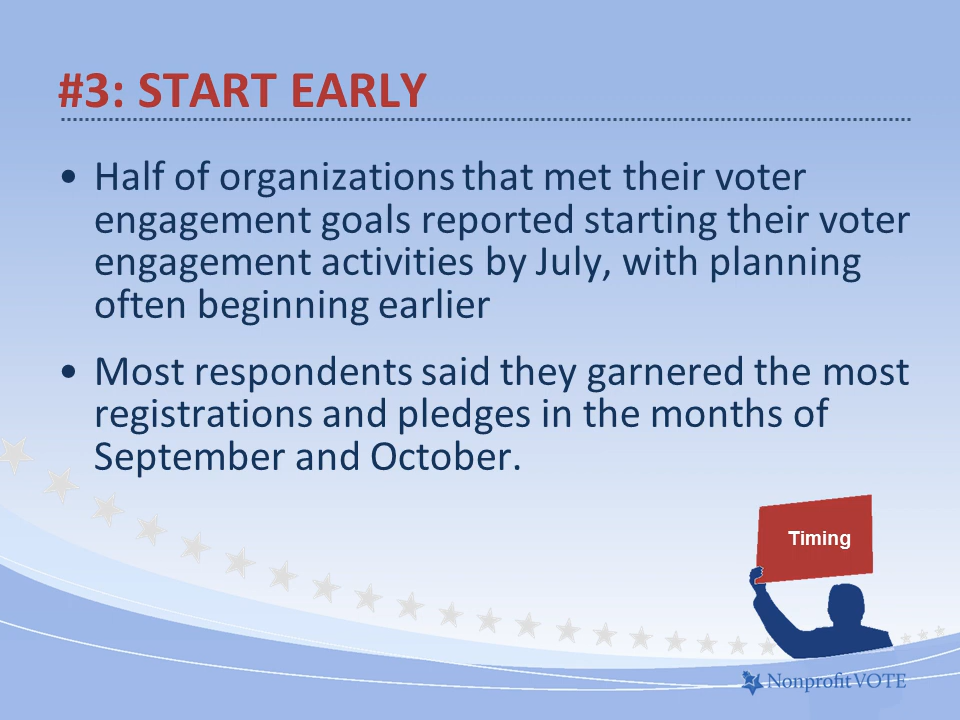 #3: START EARLY
• Half of organizations that met their voter
engagement goals reported starting their voter
engagement activities by July, with planning
often beginning earlier
• Most respondents said they garnered the most
registrations and pledges in the months of
September and October.
Timing
NonprofitVOTE